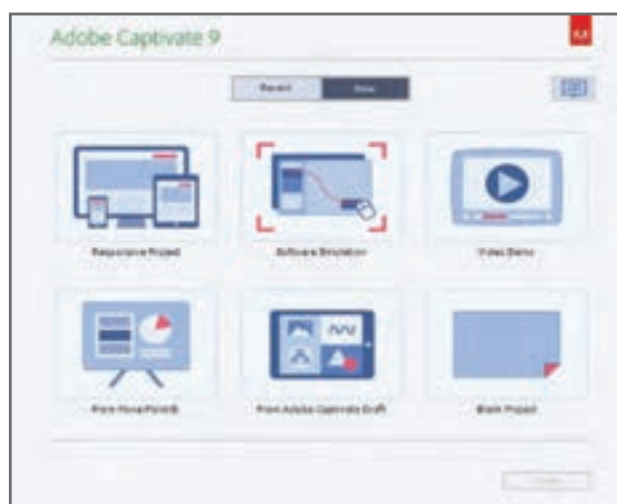 Adobe Captivate 9
Recent New
Responsive Project Software Simulation Video Demo
From PowerPoint From Adobe Captivate Draft Blank Project